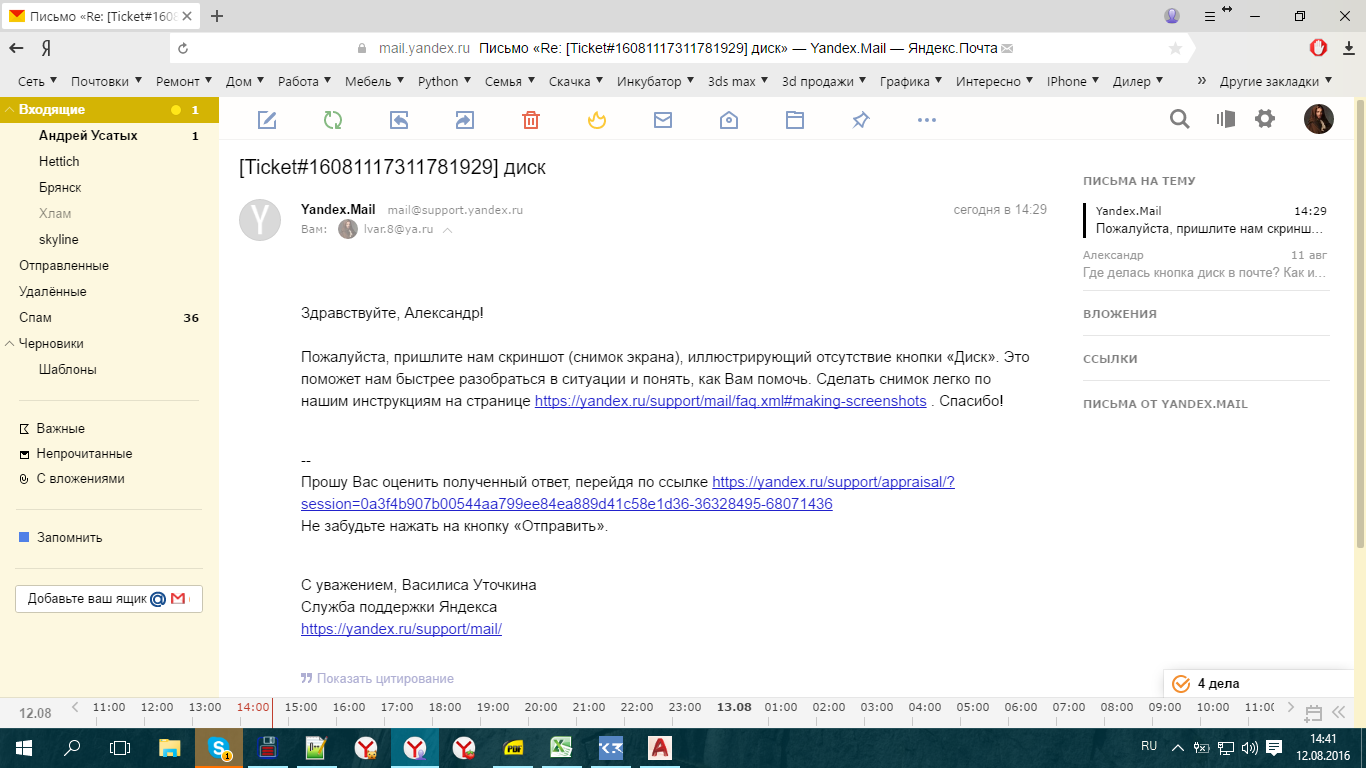 Письмо «Re: [Ticket#1608
mail.yandex.ru Письмо «Re: [Ticket#16081117311781929] диск» — Yandex.Mail — Яндекс.Почта
Сеть Почтовки Ремонт Дом Работа Мебель Python Семья Скачка Инкубатор 3ds max 3d продажи Графика Интересно IPhone Дилер » Другие закладки
Входящие 1
Андрей Усатых 1
Hettich
Брянск
Хлам
skyline
Отправленные
Удалённые
Спам 36
Черновики
Шаблоны
Важные
Непрочитанные
С вложениями
Запомнить
Добавьте ваш ящик
[Ticket#16081117311781929] диск
Yandex.Mail mail@support.yandex.ru
сегодня в 14:29
Вам: lvar.8@ya.ru
Здравствуйте, Александр!
Пожалуйста, пришлите нам скриншот (снимок экрана), иллюстрирующий отсутствие кнопки «Диск». Это
поможет нам быстрее разобраться в ситуации и понять, как Вам помочь. Сделать снимок легко по
нашим инструкциям на странице https://yandex.ru/support/mail/faq.xml#making-screenshots . Спасибо!
--
Прошу Вас оценить полученный ответ, перейдя по ссылке https://yandex.ru/support/appraisal/?
session=0a3f4b907b00544aa799ee84ea889d41c58e1d36-36328495-68071436
Не забудьте нажать на кнопку «Отправить».
С уважением, Василиса Уточкина
Служба поддержки Яндекса
https://yandex.ru/support/mail/
Показать цитирование
ПИСЬМА НА ТЕМУ
Yandex.Mail 14:29
Пожалуйста, пришлите нам скринш...
Александр 11 авг
Где делась кнопка диск в почте? Как и...
ВЛОЖЕНИЯ
ССЫЛКИ
ПИСЬМА ОТ YANDEX.MAIL
4 дела
12.08 11:00 12:00 13:00 14:00 15:00 16:00 17:00 18:00 19:00 20:00 21:00 22:00 23:00 13.08 01:00 02:00 03:00 04:00 05:00 06:00 07:00 08:00 09:00 10:00 11:00
1
PDF
RU
14:41
12.08.2016